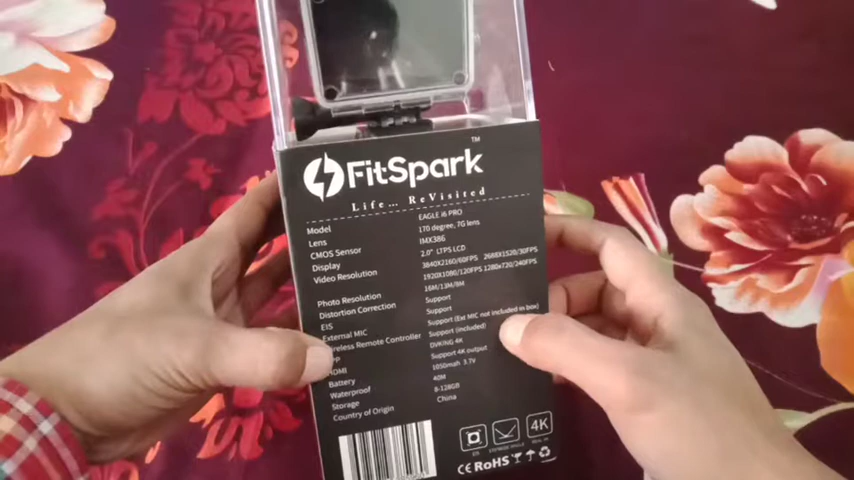 FitSpark™
Life... ReVisited
Model EAGLE i6 PRO
Lens 170 degree, 7G lens
CMOS Sensor IMX386
Display 2.0" LTPS LCD
Video Resolution 3840X2160/60FPS 2688X1520/30FPS
1920X1080/120FPS 1280x720/240FPS
Photo Resolution 16M/13M/8M
Distortion Correction Support
EIS Support
External MIC Support (Ext MIC not included in box)
Wireless Remote Controller Support (included)
PP DVKING 4K
HDMI Support 4K output
Battery 1050mah 3.7V
Waterproof 40M
Storage 8-128GB
Country of Origin China
4K
CE RoHS